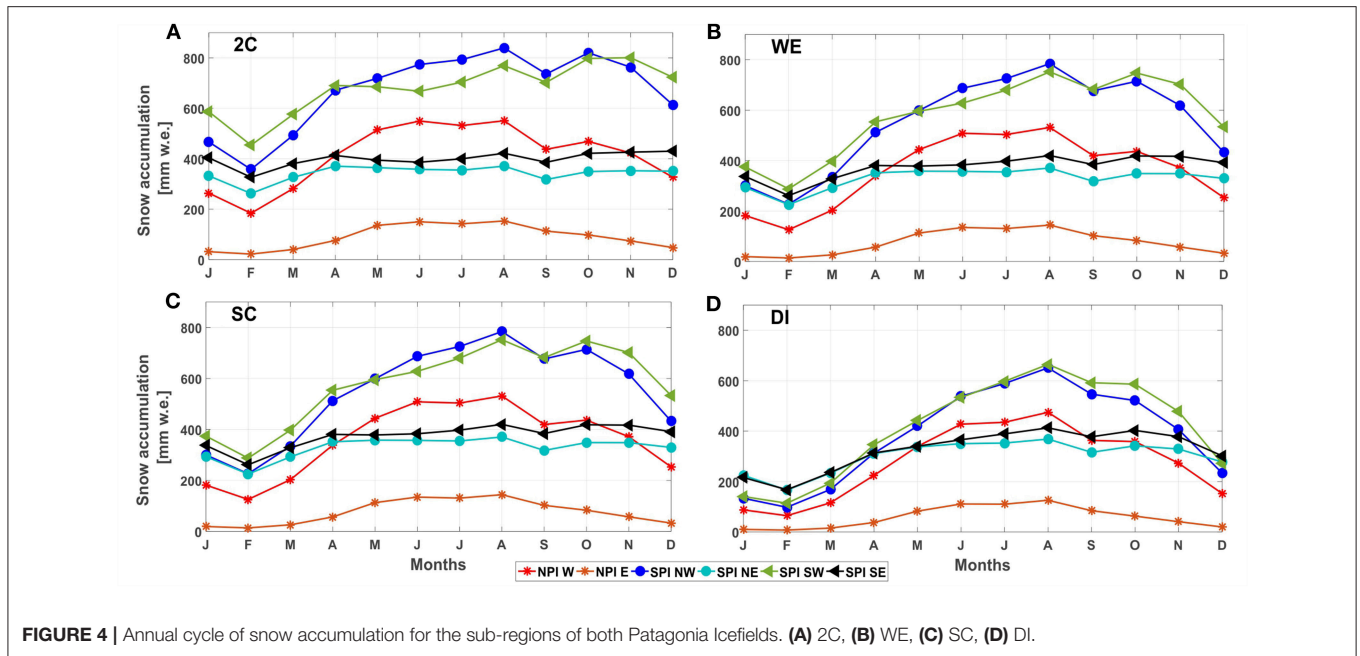 A
2C
Snow accumulation
[mm w.e.]
800
600
400
200
0
J F M A M J J A S O N D
B
WE
800
600
400
200
0
J F M A M J J A S O N D
C
SC
Snow accumulation
[mm w.e.]
800
600
400
200
0
J F M A M J J A S O N D
Months
D
DI
800
600
400
200
0
J F M A M J J A S O N D
Months
NPI W NPI E SPI NW SPI NE SPI SW SPI SE
FIGURE 4 | Annual cycle of snow accumulation for the sub-regions of both Patagonia Icefields. (A) 2C, (B) WE, (C) SC, (D) DI.